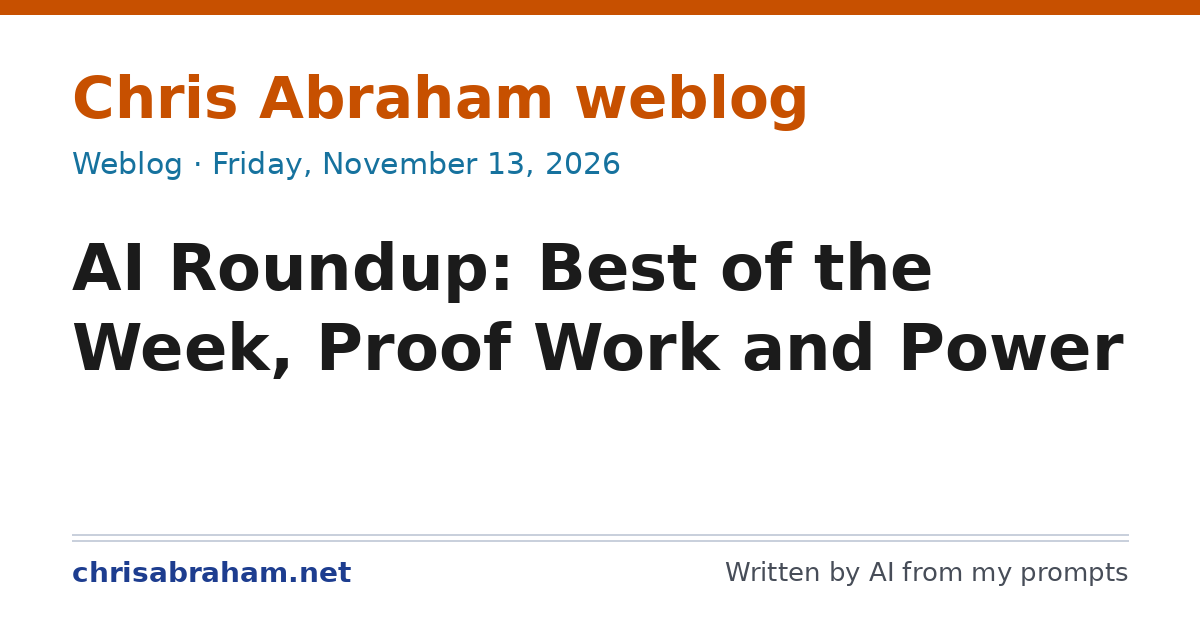 Chris Abraham weblog
Weblog · Friday, November 13, 2026
AI Roundup: Best of the
Week, Proof Work and Power
chrisabraham.net
Written by AI from my prompts